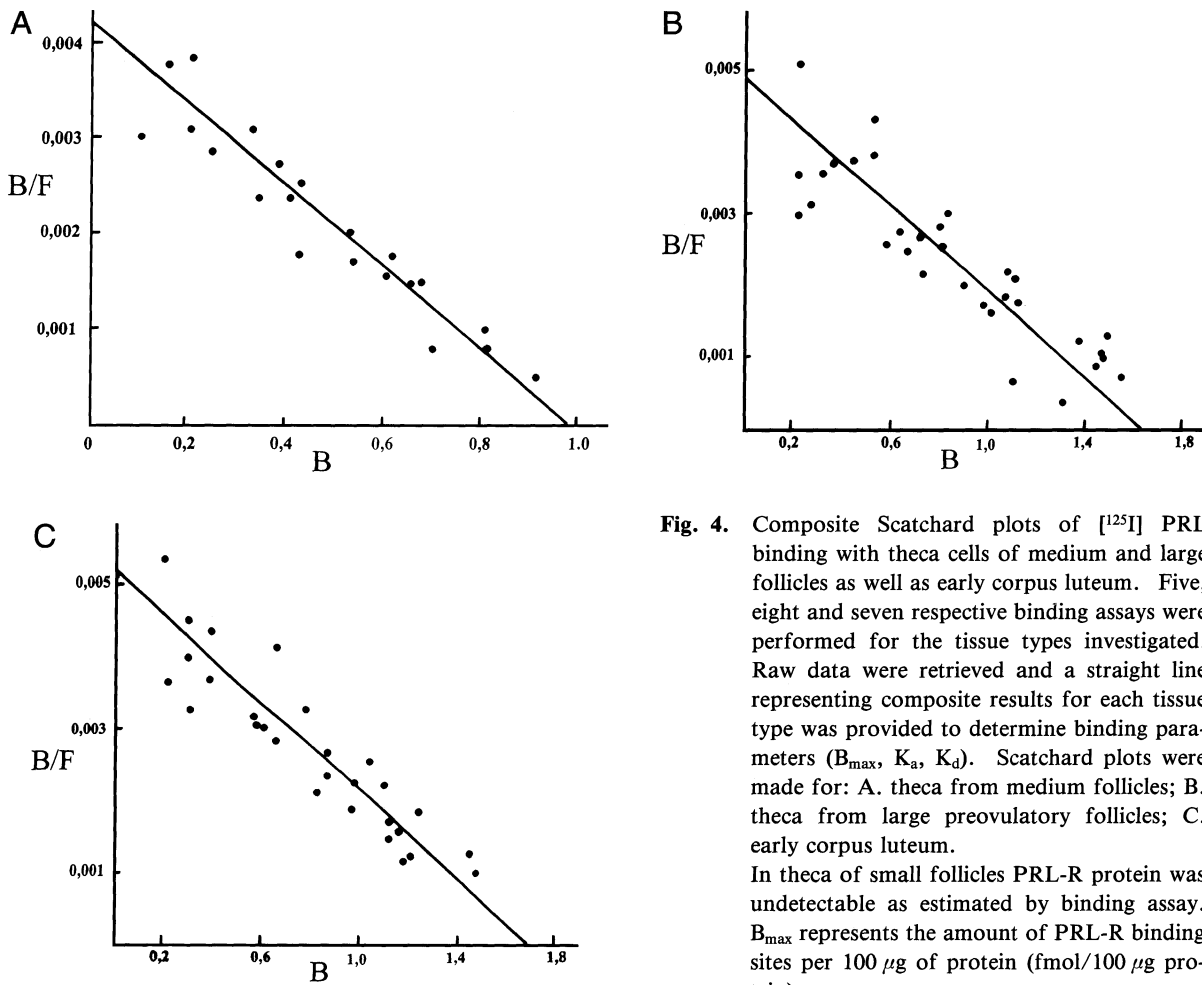 A
0,004
0,003
B/F
0,002
0,001
0
0,2
0,4
0,6
0,8
1.0
B
B
0,005
0,003
B/F
0,001
0,2
0,6
1,0
1,4
1,8
B
C
0,005
0,003
B/F
0,001
0,2
0,6
1,0
1,4
1,8
B
Fig. 4. Composite Scatchard plots of [¹²⁵I] PRL
binding with theca cells of medium and large
follicles as well as early corpus luteum. Five,
eight and seven respective binding assays were
performed for the tissue types investigated.
Raw data were retrieved and a straight line
representing composite results for each tissue
type was provided to determine binding para-
meters (Bmax, Ka, Kd). Scatchard plots were
made for: A. theca from medium follicles; B.
theca from large preovulatory follicles; C.
early corpus luteum.
In theca of small follicles PRL-R protein was
undetectable as estimated by binding assay.
Bmax represents the amount of PRL-R binding
sites per 100 μg of protein (fmol/100 μg pro-